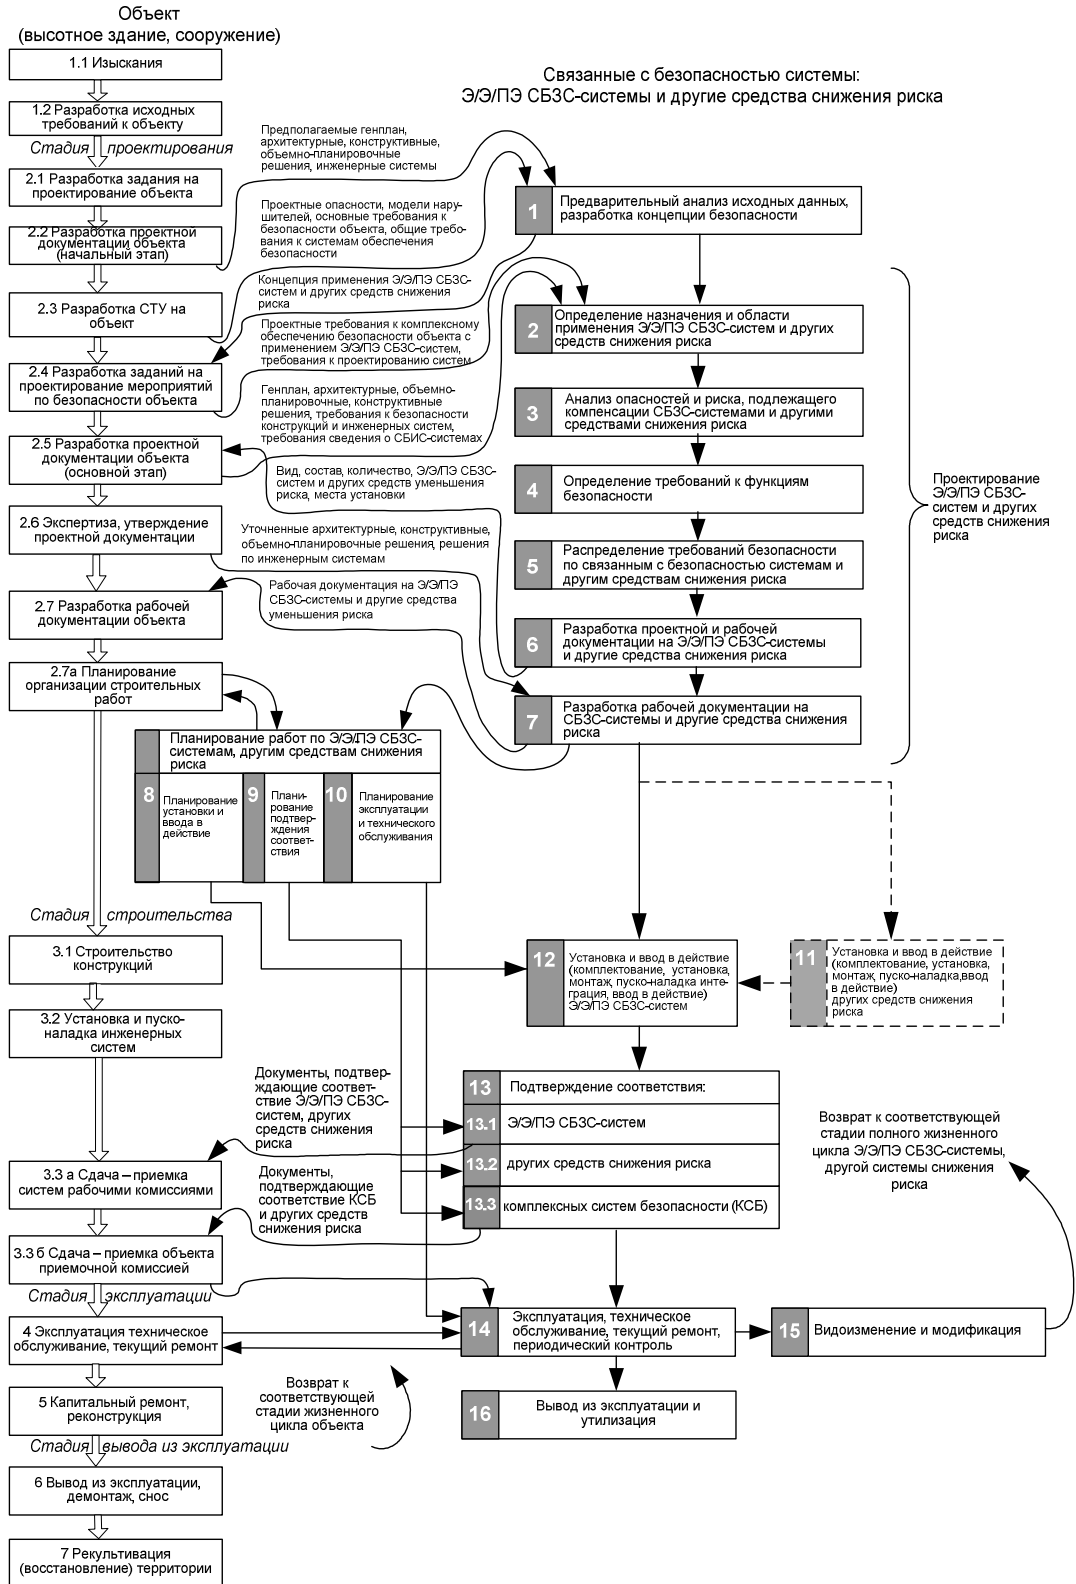 Объект
(высотное здание, сооружение)
1.1 Изыскания
1.2 Разработка исходных
требований к объекту
Стадия проектирования
2.1 Разработка задания на
проектирование объекта
2.2 Разработка проектной
документации объекта
(начальный этап)
2.3 Разработка СТУ на
объект
2.4 Разработка заданий на
проектирование мероприятий
по безопасности объекта
2.5 Разработка проектной
документации объекта
(основной этап)
2.6 Экспертиза, утверждение
проектной документации
2.7 Разработка рабочей
документации объекта
2.7а Планирование
организации строительных
работ
Стадия строительства
3.1 Строительство
конструкций
3.2 Установка и пуско-
наладка инженерных
систем
3.3 а Сдача – приемка
систем рабочими комиссиями
3.3 б Сдача – приемка объекта
приемочной комиссией
Стадия эксплуатации
4 Эксплуатация техническое
обслуживание, текущий ремонт
5 Капитальный ремонт,
реконструкция
Стадия вывода из эксплуатации
6 Вывод из эксплуатации,
демонтаж, снос
7 Рекультивация
(восстановление) территории
Предполагаемые генплан,
архитектурные, конструктивные,
объемно-планировочные
решения, инженерные системы
Проектные опасности, модели нару-
шителей, основные требования к
безопасности объекта, общие требо-
вания к системам обеспечения
безопасности
Концепция применения Э/Э/ПЭ СБЗС-
систем и других средств снижения
риска
Проектные требования к комплексному
обеспечению безопасности объекта с
применением Э/Э/ПЭ СБЗС-систем,
требования к проектированию систем
Генплан, архитектурные, объемно-
планировочные, конструктивные
решения, требования к безопасности
конструкций и инженерных систем,
требования сведения о СБИС-системах
Вид, состав, количество, Э/Э/ПЭ СБЗС-
систем и других средств уменьшения
риска, места установки
Уточненные архитектурные, конструктивные,
объемно-планировочные решения, решения
по инженерным системам
Рабочая документация на Э/Э/ПЭ
СБЗС-системы и другие средства
уменьшения риска
Связанные с безопасностью системы:
Э/Э/ПЭ СБЗС-системы и другие средства снижения риска
1
Предварительный анализ исходных данных,
разработка концепции безопасности
2
Определение назначения и области
применения Э/Э/ПЭ СБЗС-систем и других
средств снижения риска
3
Анализ опасностей и риска, подлежащего
компенсации СБЗС-системами и другими
средствами снижения риска
4
Определение требований к функциям
безопасности
5
Распределение требований безопасности
по связанным с безопасностью системам и
другим средствам снижения риска
6
Разработка проектной и рабочей
документации на Э/Э/ПЭ СБЗС-системы
и другие средства снижения риска
7
Разработка рабочей документации на
СБЗС-системы и другие средства снижения
риска
Проектирование
Э/Э/ПЭ СБЗС-
систем и других
средств снижения
риска
Планирование работ по Э/Э/ПЭ СБЗС-
системам, другим средствам снижения
риска
8
Планирование
установки и
ввода в
действие
9
Плани-
рование
подтвер-
ждения
соответ-
ствия
10
Планирование
эксплуатации
и технического
обслуживания
12
Установка и ввод в действие
(комплектование, установка,
монтаж, пуско-наладка инте-
грация, ввод в действие)
Э/Э/ПЭ СБЗС-систем
11
Установка и ввод в действие
(комплектование, установка,
монтаж, пуско-наладка,ввод
в действие)
других средств снижения
риска
Документы, подтвер-
ждающие соответ-
ствие Э/Э/ПЭ СБЗС-
систем, других
средств снижения
риска
Документы,
подтверждающие
соответствие КСБ
и других средств
снижения риска
13
Подтверждение соответствия:
13.1
Э/Э/ПЭ СБЗС-систем
13.2
других средств снижения риска
13.3
комплексных систем безопасности (КСБ)
Возврат к соответствующей
стадии полного жизненного
цикла Э/Э/ПЭ СБЗС-системы,
другой системы снижения
риска
14
Эксплуатация, техническое
обслуживание, текущий ремонт,
периодический контроль
15
Видоизменение и модификация
Возврат к
соответствующей
стадии жизненного
цикла объекта
16
Вывод из эксплуатации и
утилизация